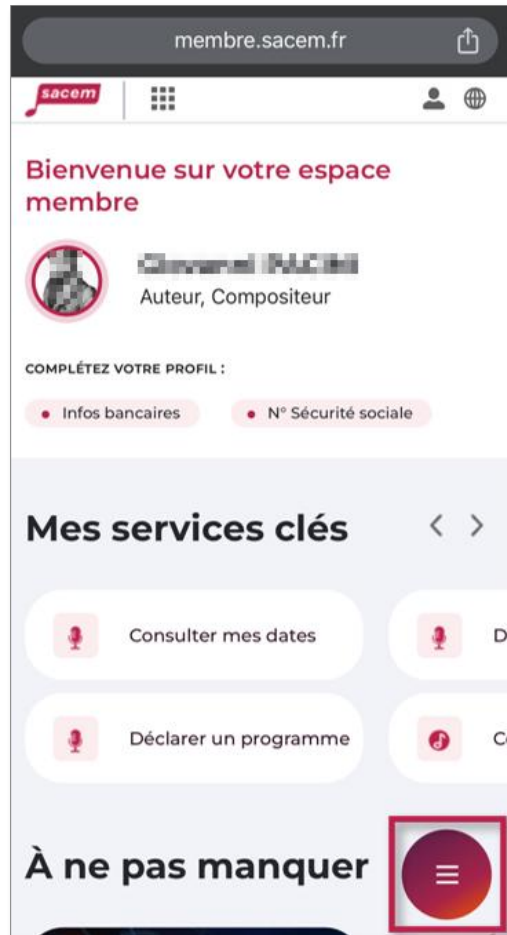 membre.sacem.fr
sacem
Bienvenue sur votre espace
membre
Auteur, Compositeur
COMPLÉTEZ VOTRE PROFIL :
Infos bancaires
N° Sécurité sociale
Mes services clés
Consulter mes dates
D
Déclarer un programme
À ne pas manquer